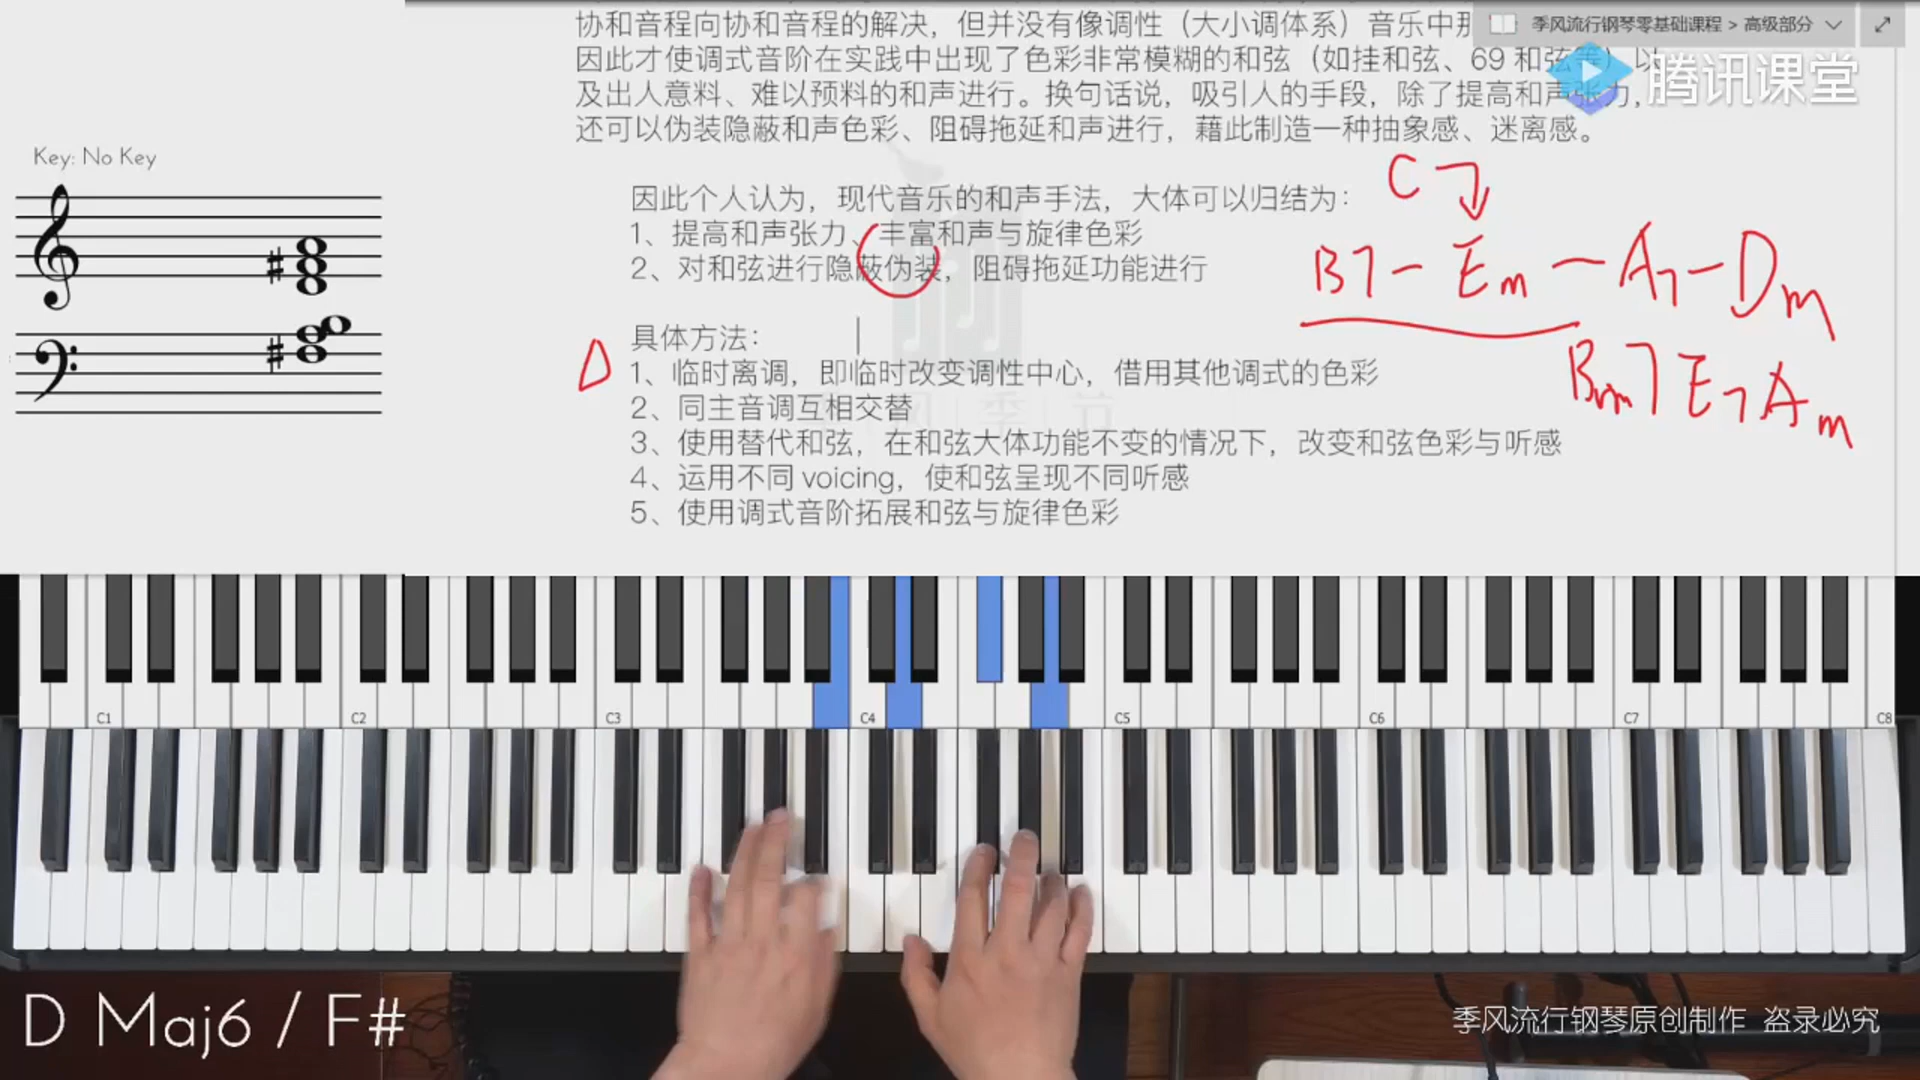 协和音程向协和音程的解决，但并没有像调性（大小调体系）音乐中那
季风流行钢琴零基础课程 > 高级部分
因此才使调式音阶在实践中出现了色彩非常模糊的和弦（如挂和弦、69 和弦等）以
腾讯课堂
及出人意料、难以预料的和声进行。换句话说，吸引人的手段，除了提高和声张力，
还可以伪装隐蔽和声色彩、阻碍拖延和声进行，藉此制造一种抽象感、迷离感。
Key: No Key
因此个人认为，现代音乐的和声手法，大体可以归结为：
1、提高和声张力、丰富和声与旋律色彩
2、对和弦进行隐蔽伪装，阻碍拖延功能进行
C
B7 - Em - A7 - Dm
Bm7 E7 Am
具体方法：
1、临时离调，即临时改变调性中心，借用其他调式的色彩
2、同主音调互相交替
3、使用替代和弦，在和弦大体功能不变的情况下，改变和弦色彩与听感
4、运用不同 voicing，使和弦呈现不同听感
5、使用调式音阶拓展和弦与旋律色彩
风 季 节
C1 C2 C3 C4 C5 C6 C7 C8
D Maj6 / F#
季风流行钢琴原创制作 盗录必究